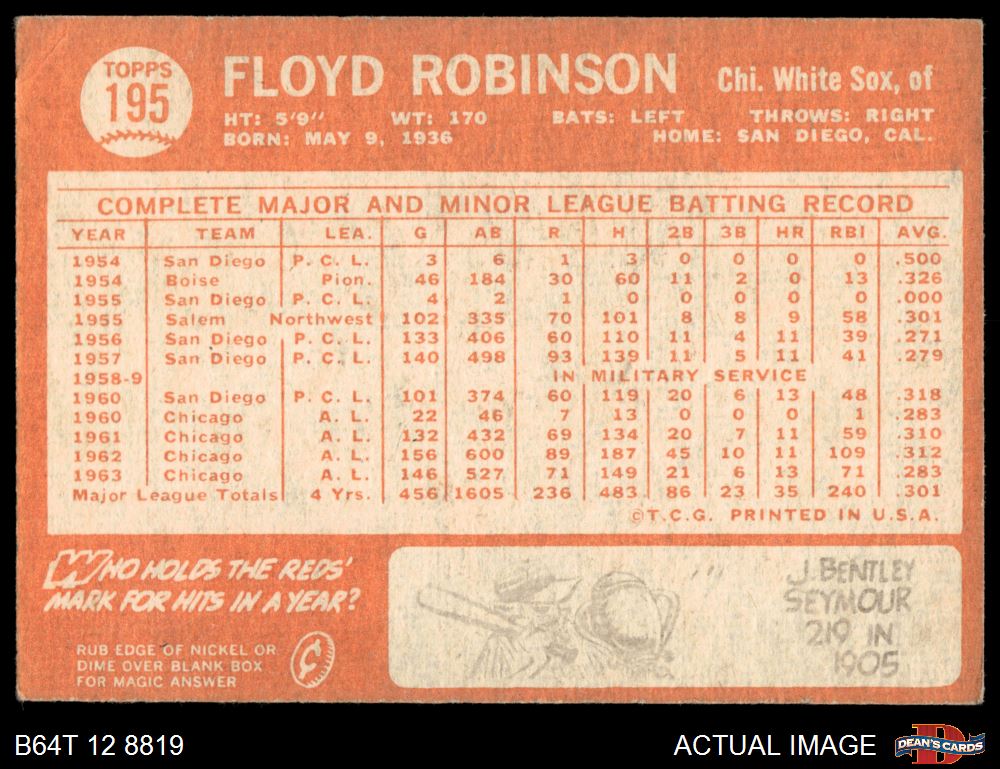 TOPPS
195
FLOYD ROBINSON Chi. White Sox, of
HT: 5'9" WT: 170 BATS: LEFT THROWS: RIGHT
BORN: MAY 9, 1936 HOME: SAN DIEGO, CAL.
COMPLETE MAJOR AND MINOR LEAGUE BATTING RECORD
YEAR TEAM LEA. G AB R H 2B 3B HR RBI AVG.
1954 San Diego P. C. L. 3 6 1 3 0 0 0 0 .500
1954 Boise Pion. 46 184 30 60 11 2 0 13 .326
1955 San Diego P. C. L. 4 2 1 0 0 0 0 0 .000
1955 Salem Northwest 102 335 70 101 8 8 9 58 .301
1956 San Diego P. C. L. 133 406 60 110 11 4 11 39 .271
1957 San Diego P. C. L. 140 498 93 139 11 5 11 41 .279
1958-9 IN MILITARY SERVICE
1960 San Diego P. C. L. 101 374 60 119 20 6 13 48 .318
1960 Chicago A. L. 22 46 7 13 0 0 0 1 .283
1961 Chicago A. L. 132 432 69 134 20 7 11 59 .310
1962 Chicago A. L. 156 600 89 187 45 10 11 109 .312
1963 Chicago A. L. 146 527 71 149 21 6 13 71 .283
Major League Totals 4 Yrs. 456 1605 236 483 86 23 35 240 .301
©T.C.G. PRINTED IN U.S.A.
WHO HOLDS THE REDS'
MARK FOR HITS IN A YEAR?
RUB EDGE OF NICKEL OR
DIME OVER BLANK BOX
FOR MAGIC ANSWER
J. BENTLEY
SEYMOUR
219 IN
1905
B64T 12 8819
ACTUAL IMAGE
DEAN'S CARDS